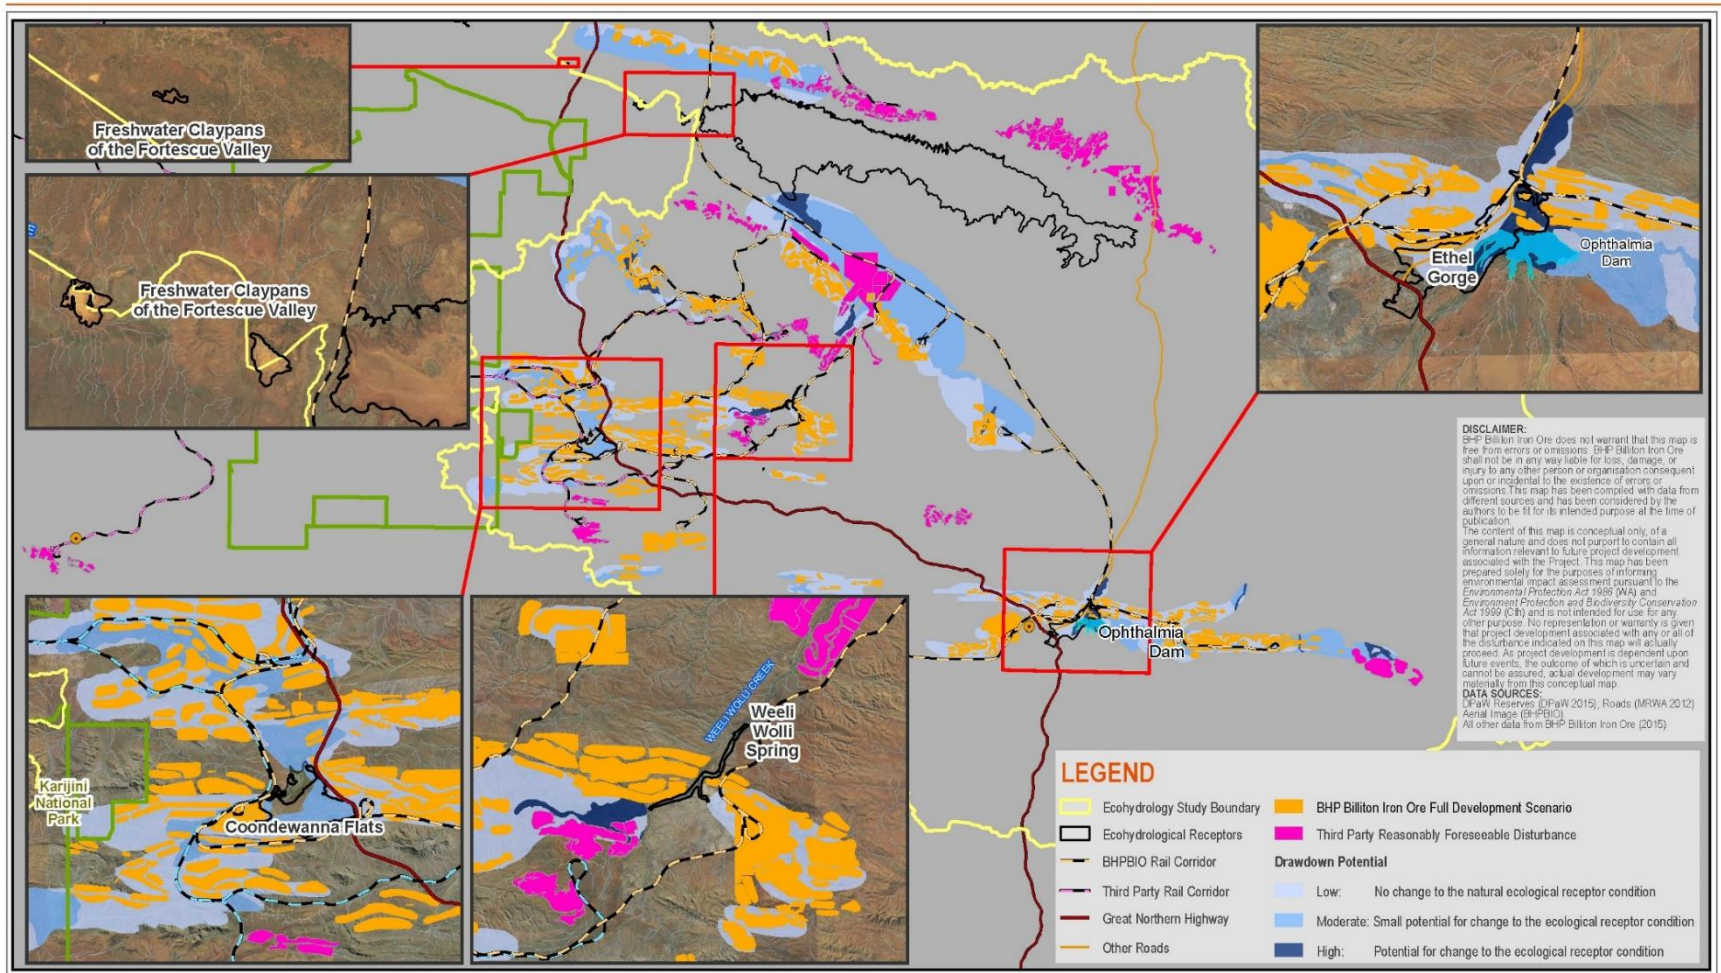 Freshwater Claypans
of the Fortescue Valley
Freshwater Claypans
of the Fortescue Valley
Ethel
Gorge
Ophthalmia
Dam
Ophthalmia
Dam
Karijini
National
Park
Coondewanna Flats
WEELI WOLLI CREEK
Weeli
Wolli
Spring
DISCLAIMER:
BHP Billiton Iron Ore does not warrant that this map is
free from errors or omissions. BHP Billiton Iron Ore
shall not be in any way liable for loss, damage, or
injury to any other person or organisation consequent
upon or incidental to the existence of errors or
omissions.This map has been compiled with data from
different sources and has been considered by the
authors to be fit for its intended purpose at the time of
publication.
The content of this map is conceptual only, of a
general nature and does not purport to contain all
information relevant to future project development
associated with the Project. This map has been
prepared solely for the purposes of informing
environmental impact assessment pursuant to the
Environmental Protection Act 1986 (WA) and
Environment Protection and Biodiversity Conservation
Act 1999 (Cth) and is not intended for use for any
other purpose. No representation or warranty is given
that project development associated with any or all of
the disturbance indicated on this map will actually
proceed. As project development is dependent upon
future events, the outcome of which is uncertain and
cannot be assured, actual development may vary
materially from this conceptual map.
DATA SOURCES:
DPaW Reserves (DPaW 2015), Roads (MRWA 2012)
Aerial Image (BHPBIO)
All other data from BHP Billiton Iron Ore (2015)
LEGEND
Ecohydrology Study Boundary
Ecohydrological Receptors
BHPBIO Rail Corridor
Third Party Rail Corridor
Great Northern Highway
Other Roads
BHP Billiton Iron Ore Full Development Scenario
Third Party Reasonably Foreseeable Disturbance
Drawdown Potential
Low: No change to the natural ecological receptor condition
Moderate: Small potential for change to the ecological receptor condition
High: Potential for change to the ecological receptor condition